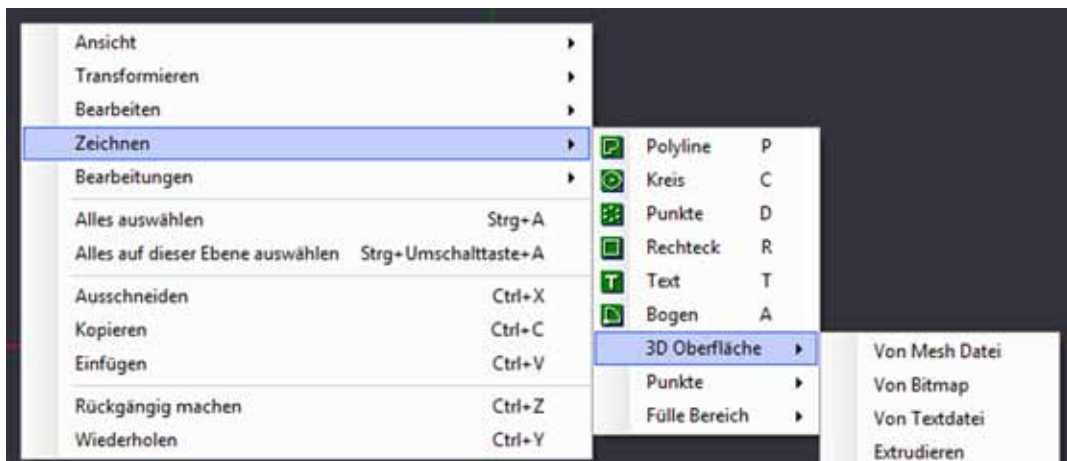 Ansicht
Transformieren
Bearbeiten
Zeichnen
Bearbeitungen
Alles auswählen Strg+A
Alles auf dieser Ebene auswählen Strg+Umschalttaste+A
Ausschneiden Ctrl+X
Kopieren Ctrl+C
Einfügen Ctrl+V
Rückgängig machen Ctrl+Z
Wiederholen Ctrl+Y
Polyline P
Kreis C
Punkte D
Rechteck R
Text T
Bogen A
3D Oberfläche
Punkte
Fülle Bereich
Von Mesh Datei
Von Bitmap
Von Textdatei
Extrudieren